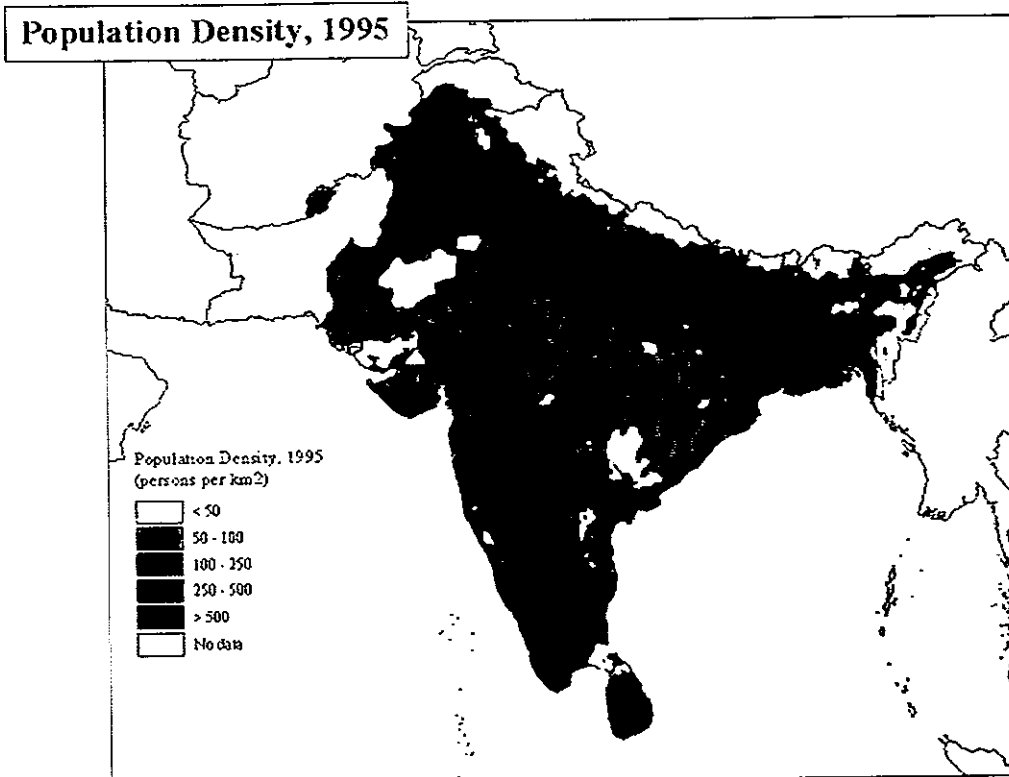 Population Density, 1995
Population Density, 1995
(persons per km2)
< 50
50 - 100
100 - 250
250 - 500
> 500
No data